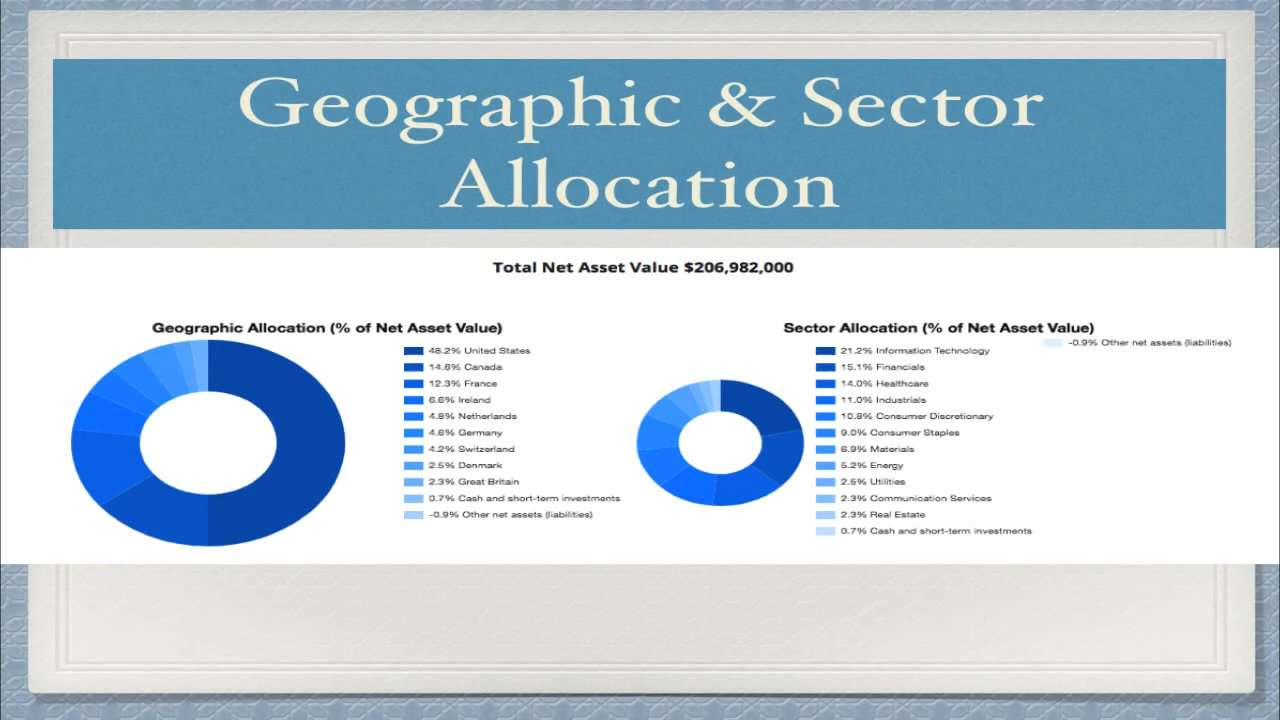 Geographic & Sector
Allocation
Total Net Asset Value $206,982,000
Geographic Allocation (% of Net Asset Value)
48.2% United States
14.8% Canada
12.3% France
6.6% Ireland
4.8% Netherlands
4.6% Germany
4.2% Switzerland
2.5% Denmark
2.3% Great Britain
0.7% Cash and short-term investments
-0.9% Other net assets (liabilities)
Sector Allocation (% of Net Asset Value)
21.2% Information Technology
15.1% Financials
14.0% Healthcare
11.0% Industrials
10.8% Consumer Discretionary
9.0% Consumer Staples
6.9% Materials
5.2% Energy
2.5% Utilities
2.3% Communication Services
2.3% Real Estate
0.7% Cash and short-term investments
-0.9% Other net assets (liabilities)